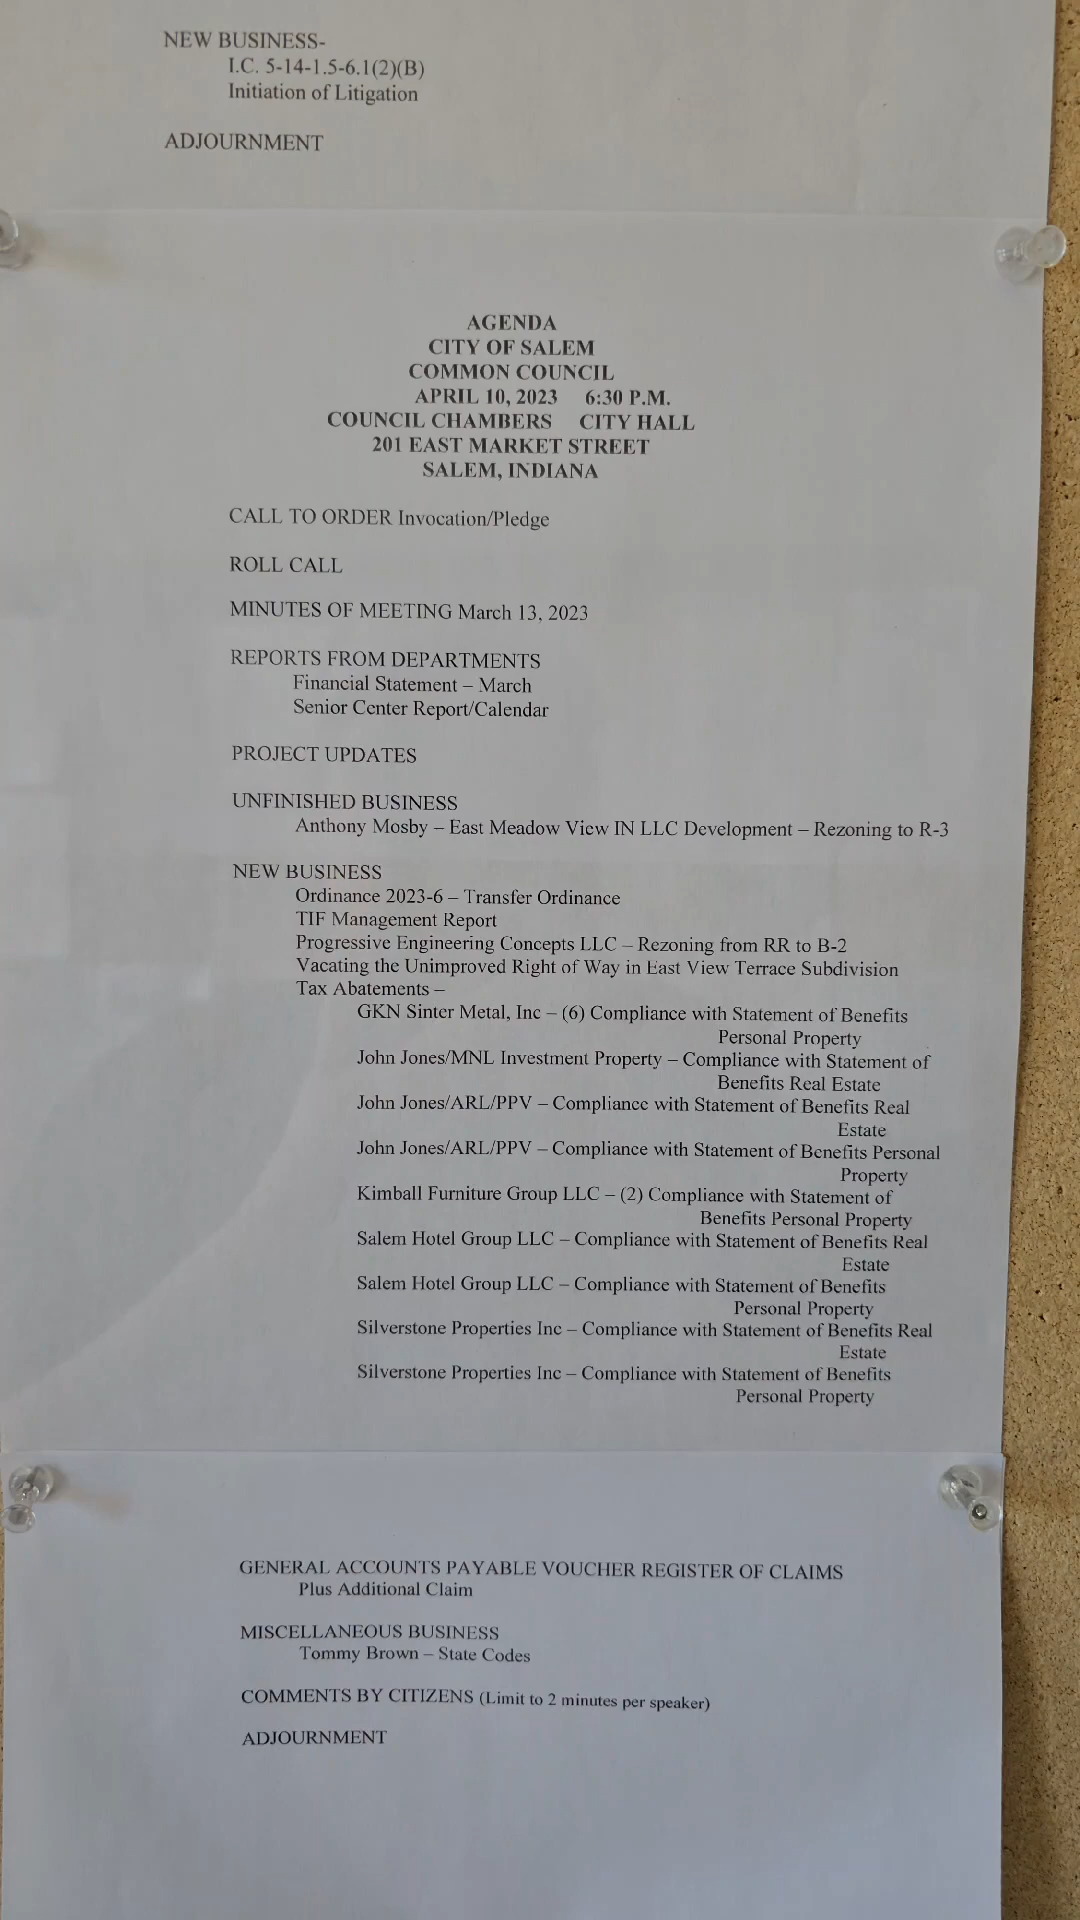 NEW BUSINESS-
I.C. 5-14-1.5-6.1(2)(B)
Initiation of Litigation
ADJOURNMENT
AGENDA
CITY OF SALEM
COMMON COUNCIL
APRIL 10, 2023 6:30 P.M.
COUNCIL CHAMBERS CITY HALL
201 EAST MARKET STREET
SALEM, INDIANA
CALL TO ORDER Invocation/Pledge
ROLL CALL
MINUTES OF MEETING March 13, 2023
REPORTS FROM DEPARTMENTS
Financial Statement – March
Senior Center Report/Calendar
PROJECT UPDATES
UNFINISHED BUSINESS
Anthony Mosby – East Meadow View IN LLC Development – Rezoning to R-3
NEW BUSINESS
Ordinance 2023-6 – Transfer Ordinance
TIF Management Report
Progressive Engineering Concepts LLC – Rezoning from RR to B-2
Vacating the Unimproved Right of Way in East View Terrace Subdivision
Tax Abatements –
GKN Sinter Metal, Inc – (6) Compliance with Statement of Benefits
Personal Property
John Jones/MNL Investment Property – Compliance with Statement of
Benefits Real Estate
John Jones/ARL/PPV – Compliance with Statement of Benefits Real
Estate
John Jones/ARL/PPV – Compliance with Statement of Benefits Personal
Property
Kimball Furniture Group LLC – (2) Compliance with Statement of
Benefits Personal Property
Salem Hotel Group LLC – Compliance with Statement of Benefits Real
Estate
Salem Hotel Group LLC – Compliance with Statement of Benefits
Personal Property
Silverstone Properties Inc – Compliance with Statement of Benefits Real
Estate
Silverstone Properties Inc – Compliance with Statement of Benefits
Personal Property
GENERAL ACCOUNTS PAYABLE VOUCHER REGISTER OF CLAIMS
Plus Additional Claim
MISCELLANEOUS BUSINESS
Tommy Brown – State Codes
COMMENTS BY CITIZENS (Limit to 2 minutes per speaker)
ADJOURNMENT